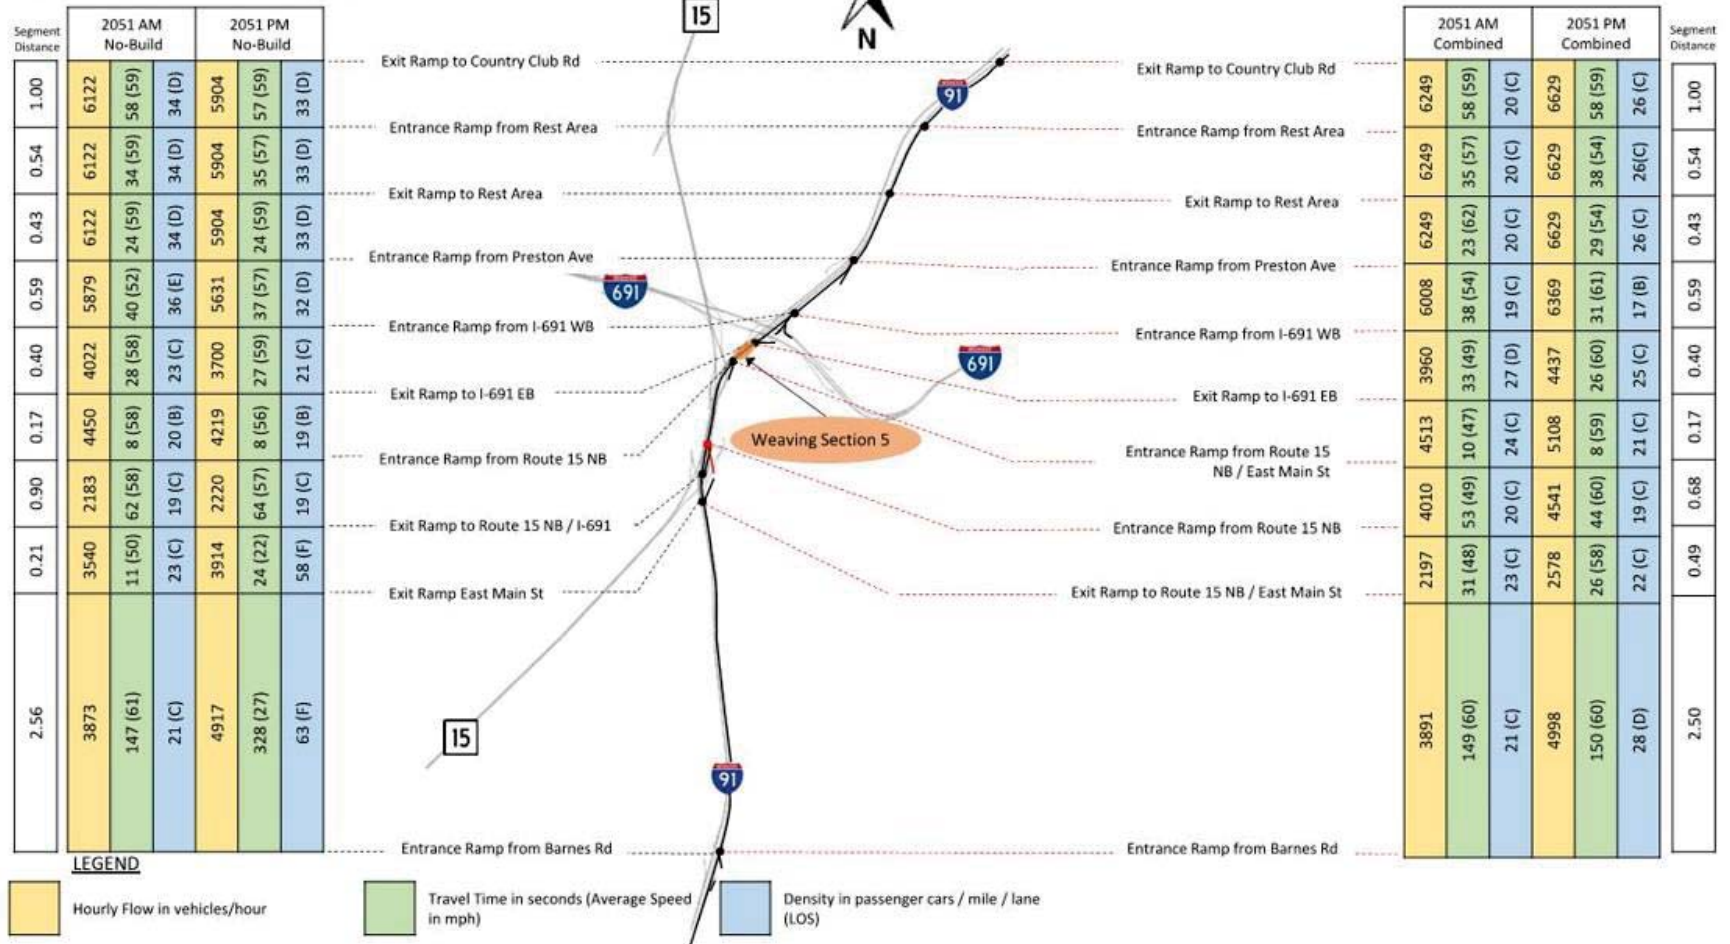 Segment
Distance
2051 AM
No-Build
2051 PM
No-Build
1.00
6122
58 (59)
34 (D)
5904
57 (59)
33 (D)
0.54
6122
34 (59)
34 (D)
5904
35 (57)
33 (D)
0.43
6122
24 (59)
34 (D)
5904
24 (59)
33 (D)
0.59
5879
40 (52)
36 (E)
5631
37 (57)
32 (D)
0.40
4022
28 (58)
23 (C)
3700
27 (59)
21 (C)
0.17
4450
8 (58)
20 (B)
4219
8 (56)
19 (B)
0.90
2183
62 (58)
19 (C)
2220
64 (57)
19 (C)
0.21
3540
11 (50)
23 (C)
3914
24 (22)
58 (F)
2.56
3873
147 (61)
21 (C)
4917
328 (27)
63 (F)
Exit Ramp to Country Club Rd
Entrance Ramp from Rest Area
Exit Ramp to Rest Area
Entrance Ramp from Preston Ave
Entrance Ramp from I-691 WB
Exit Ramp to I-691 EB
Entrance Ramp from Route 15 NB
Exit Ramp to Route 15 NB / I-691
Exit Ramp East Main St
Entrance Ramp from Barnes Rd
15
N
91
691
691
Weaving Section 5
15
91
Exit Ramp to Country Club Rd
Entrance Ramp from Rest Area
Exit Ramp to Rest Area
Entrance Ramp from Preston Ave
Entrance Ramp from I-691 WB
Exit Ramp to I-691 EB
Entrance Ramp from Route 15
NB / East Main St
Entrance Ramp from Route 15 NB
Exit Ramp to Route 15 NB / East Main St
Entrance Ramp from Barnes Rd
2051 AM
Combined
2051 PM
Combined
Segment
Distance
6249
58 (59)
20 (C)
6629
58 (59)
26 (C)
1.00
6249
35 (57)
20 (C)
6629
38 (54)
26(C)
0.54
6249
23 (62)
20 (C)
6629
29 (54)
26 (C)
0.43
6008
38 (54)
19 (C)
6369
31 (61)
17 (B)
0.59
3960
33 (49)
27 (D)
4437
26 (60)
25 (C)
0.40
4513
10 (47)
24 (C)
5108
8 (59)
21 (C)
0.17
4010
53 (49)
20 (C)
4541
44 (60)
19 (C)
0.68
2197
31 (48)
23 (C)
2578
26 (58)
22 (C)
0.49
3891
149 (60)
21 (C)
4998
150 (60)
28 (D)
2.50
LEGEND
Hourly Flow in vehicles/hour
Travel Time in seconds (Average Speed
in mph)
Density in passenger cars / mile / lane
(LOS)